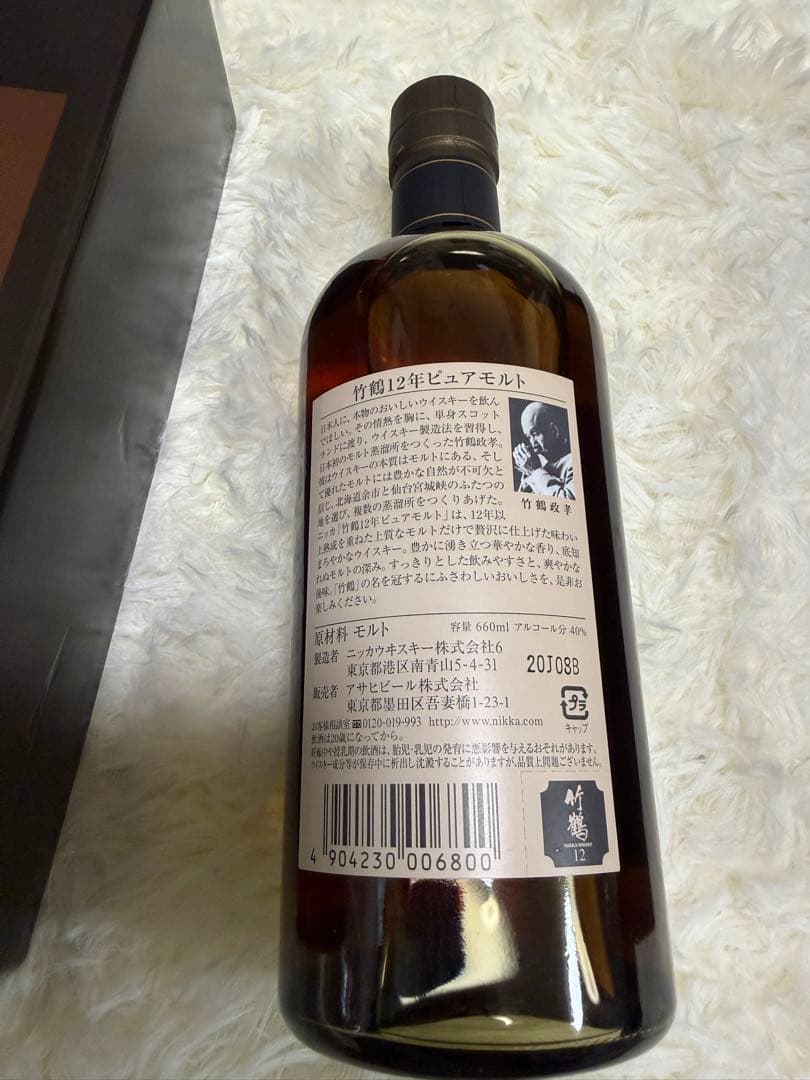 竹鶴12年ピュアモルト
日本人に、本物のおいしいウイスキーを飲ん
でほしい。その情熱を胸に、単身スコット
ランドに渡り、ウイスキー製造法を習得し、
日本初のモルト蒸溜所をつくった竹鶴政孝。
彼はウイスキーの本質はモルトにある、そし
て優れたモルトには豊かな自然が不可欠と
信じ、北海道余市と仙台宮城峡のふたつの
地を選び、複数の蒸溜所をつくりあげた。
ニッカ「竹鶴12年ピュアモルト」は、12年以
上熟成を重ねた上質なモルトだけで贅沢に仕上げた味わい
まろやかなウイスキー。豊かに湧き立つ華やかな香り、底知
れぬモルトの深み。すっきりとした飲みやすさと、爽やかな
後味。「竹鶴」の名を冠するにふさわしいおいしさを、是非お
楽しみください。
竹鶴政孝
原材料 モルト 容量 660ml アルコール分 40%
製造者 ニッカウヰスキー株式会社6
東京都港区南青山5-4-31
20J08B
販売者 アサヒビール株式会社
東京都墨田区吾妻橋1-23-1
プラ
キャップ
お客様相談室 0120-019-993 http://www.nikka.com
飲酒は20歳になってから。
妊娠中や授乳期の飲酒は、胎児・乳児の発育に悪影響を与えるおそれがあります。
ウイスキー成分等が保存中に析出し沈澱することがありますが、品質上問題ございません。
4 904230 006800
竹鶴
NIKKA WHISKY
12